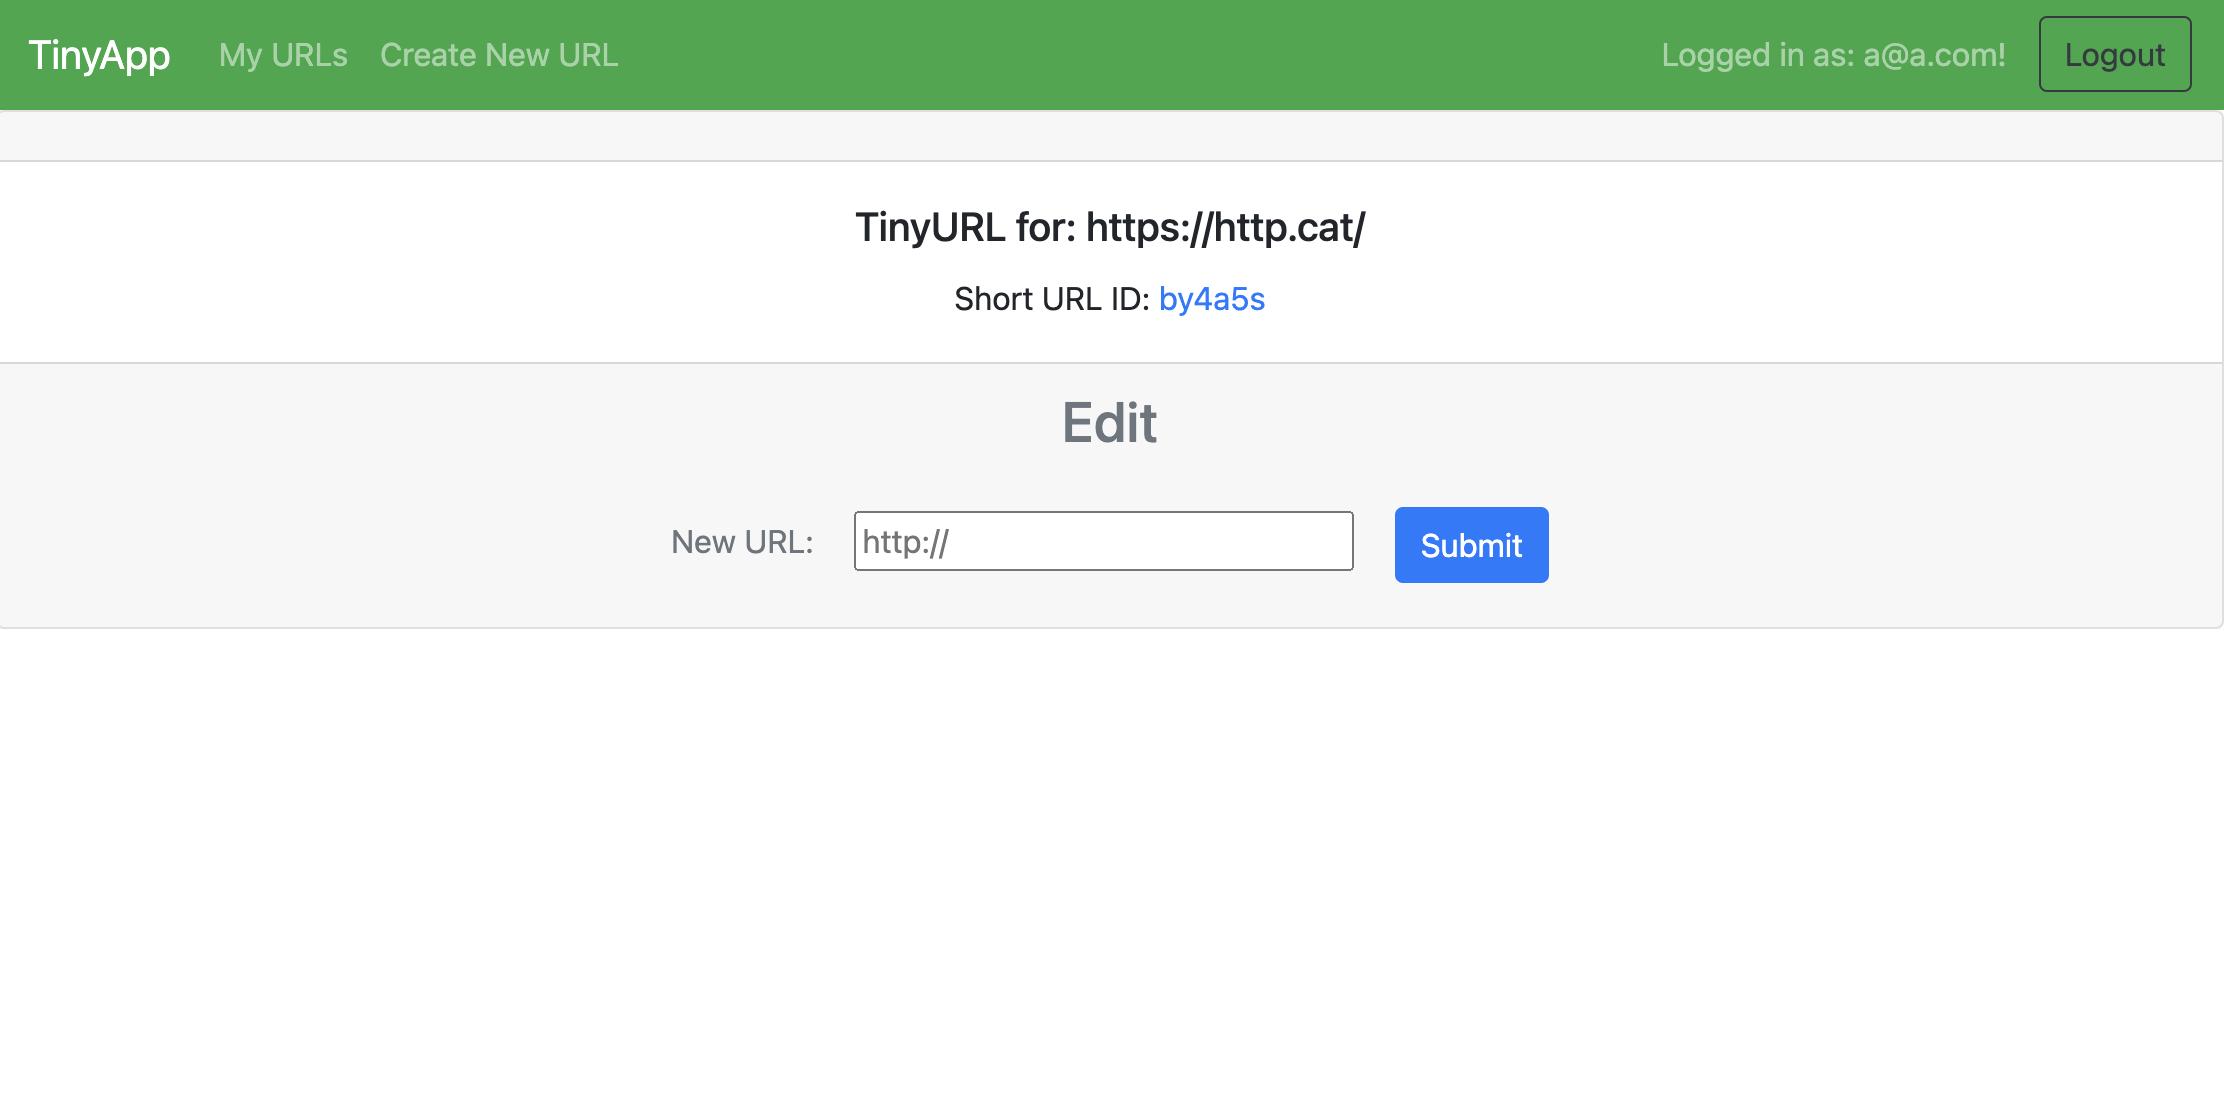 TinyApp My URLs Create New URL Logged in as: a@a.com! Logout
TinyURL for: https://http.cat/
Short URL ID: by4a5s
Edit
New URL: http:// Submit